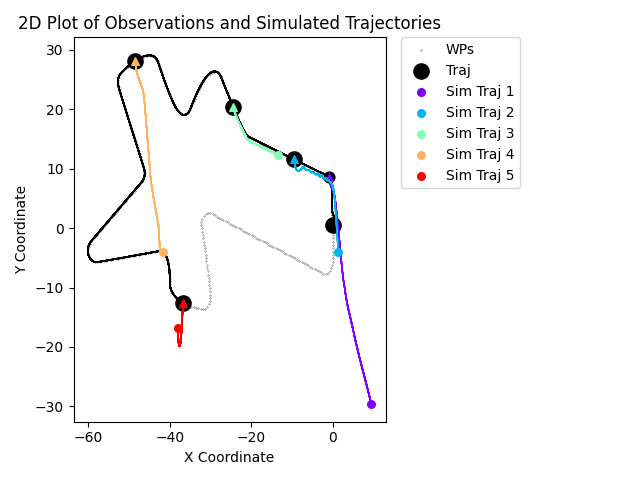 2D Plot of Observations and Simulated Trajectories
30
20
10
0
−10
−20
−30
Y Coordinate
−60
−40
−20
0
X Coordinate
WPs
Traj
Sim Traj 1
Sim Traj 2
Sim Traj 3
Sim Traj 4
Sim Traj 5